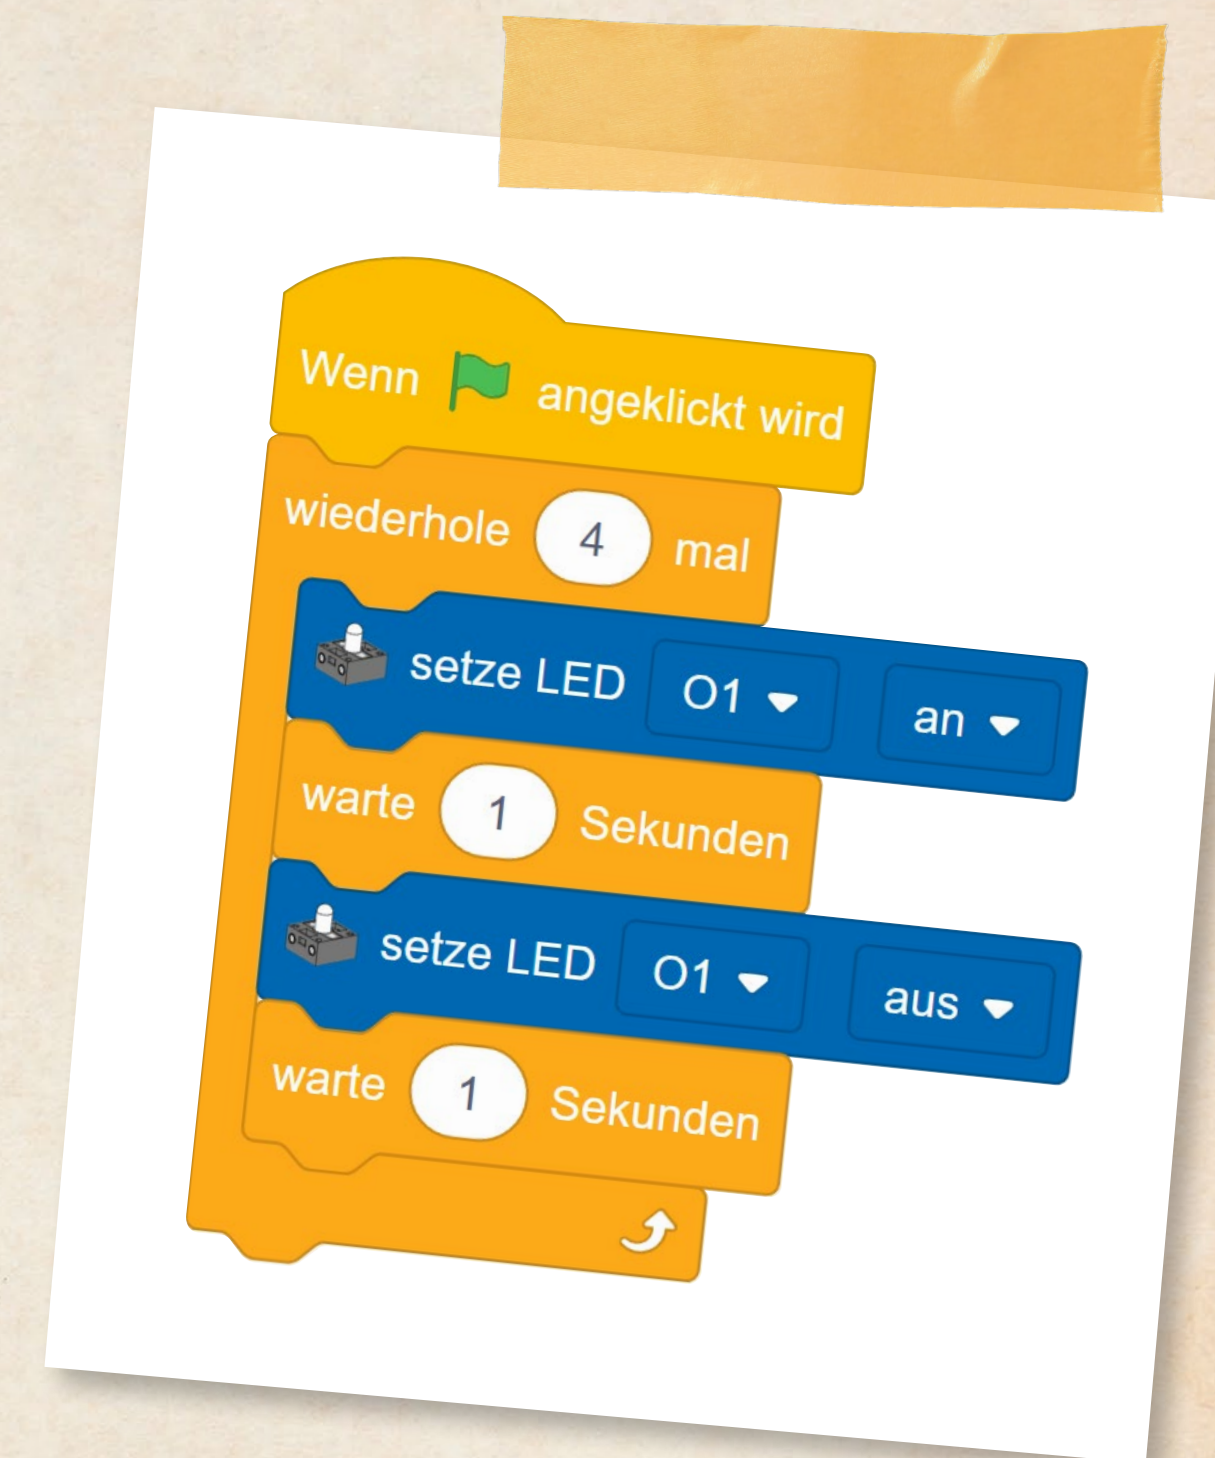 Wenn angeklickt wird
wiederhole 4 mal
setze LED O1 an
warte 1 Sekunden
setze LED O1 aus
warte 1 Sekunden